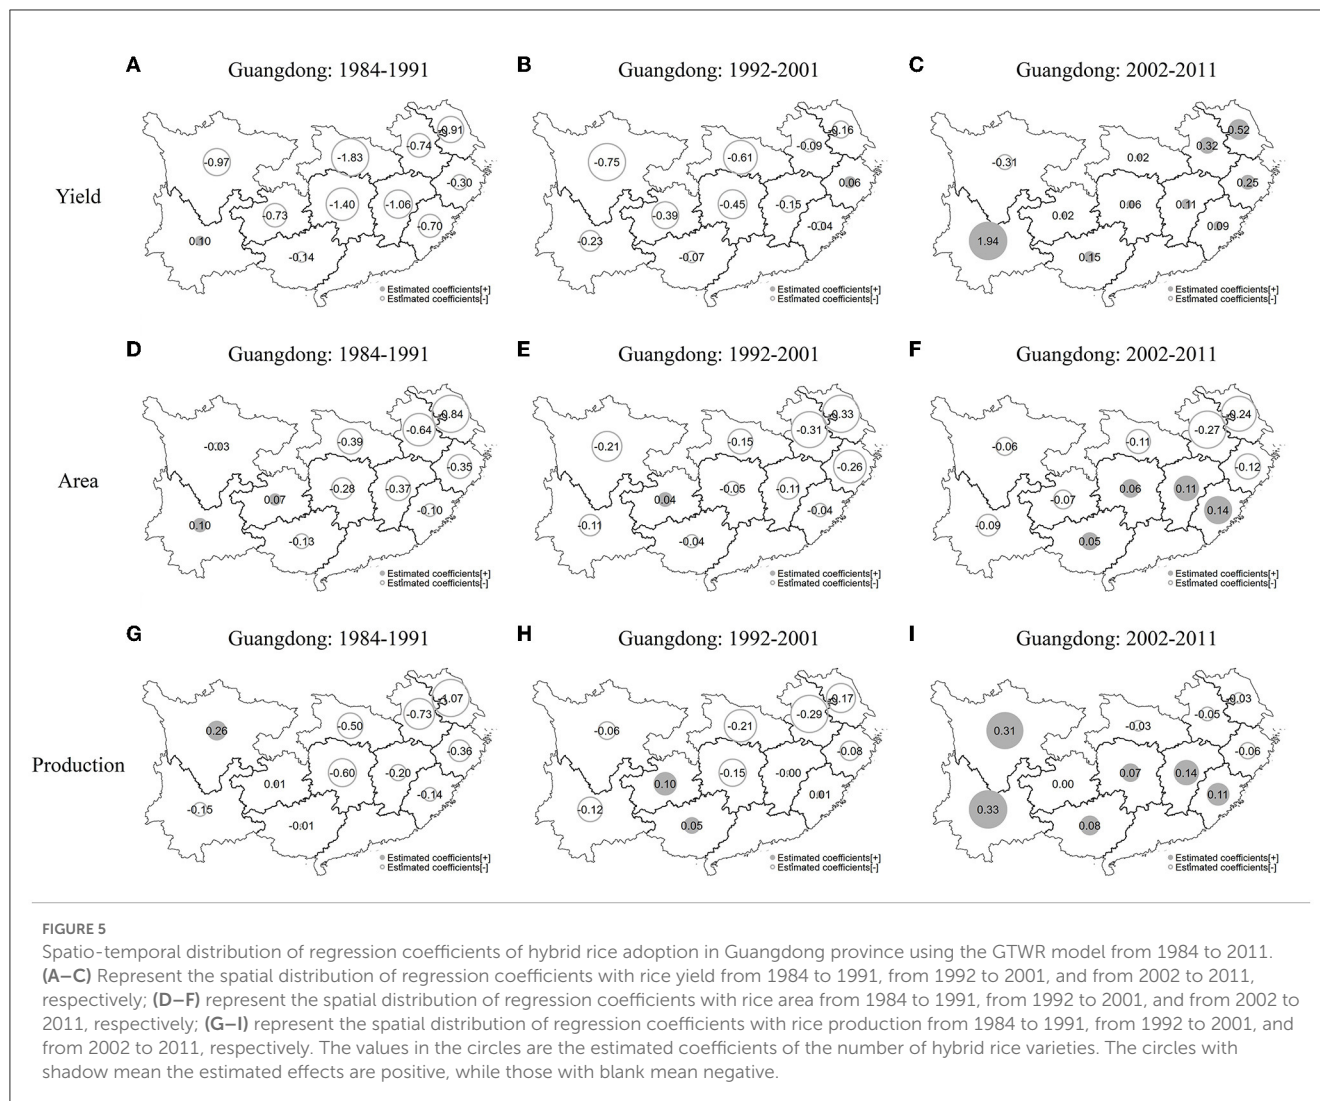 A
Guangdong: 1984-1991
B
Guangdong: 1992-2001
C
Guangdong: 2002-2011
Yield
-0.97
-1.83
-0.74
-0.91
-0.30
-0.73
-1.40
-1.06
-0.70
0.10
-0.14
Estimated coefficients[+]
Estimated coefficients[-]
-0.75
-0.61
-0.09
-0.16
0.06
-0.39
-0.45
-0.15
-0.04
-0.23
-0.07
Estimated coefficients[+]
Estimated coefficients[-]
-0.31
0.02
0.32
0.52
0.25
0.02
0.06
0.11
0.09
1.94
0.15
Estimated coefficients[+]
Estimated coefficients[-]
D
Guangdong: 1984-1991
E
Guangdong: 1992-2001
F
Guangdong: 2002-2011
Area
-0.03
-0.39
-0.64
-0.84
-0.35
0.07
-0.28
-0.37
-0.10
0.10
-0.13
Estimated coefficients[+]
Estimated coefficients[-]
-0.21
-0.15
-0.31
-0.33
-0.26
0.04
-0.05
-0.11
-0.04
-0.11
-0.04
Estimated coefficients[+]
Estimated coefficients[-]
-0.06
-0.11
-0.27
-0.24
-0.12
-0.07
0.06
0.11
0.14
-0.09
0.05
Estimated coefficients[+]
Estimated coefficients[-]
G
Guangdong: 1984-1991
H
Guangdong: 1992-2001
I
Guangdong: 2002-2011
Production
0.26
-0.50
-0.73
-1.07
-0.36
0.01
-0.60
-0.20
-0.14
-0.15
-0.01
Estimated coefficients[+]
Estimated coefficients[-]
-0.06
-0.21
-0.29
-0.17
-0.08
0.10
-0.15
-0.00
0.01
-0.12
0.05
Estimated coefficients[+]
Estimated coefficients[-]
0.31
-0.03
-0.05
-0.03
-0.06
0.00
0.07
0.14
0.11
0.33
0.08
Estimated coefficients[+]
Estimated coefficients[-]
FIGURE 5
Spatio-temporal distribution of regression coefficients of hybrid rice adoption in Guangdong province using the GTWR model from 1984 to 2011.
(A–C) Represent the spatial distribution of regression coefficients with rice yield from 1984 to 1991, from 1992 to 2001, and from 2002 to 2011,
respectively; (D–F) represent the spatial distribution of regression coefficients with rice area from 1984 to 1991, from 1992 to 2001, and from 2002 to
2011, respectively; (G–I) represent the spatial distribution of regression coefficients with rice production from 1984 to 1991, from 1992 to 2001, and
from 2002 to 2011, respectively. The values in the circles are the estimated coefficients of the number of hybrid rice varieties. The circles with
shadow mean the estimated effects are positive, while those with blank mean negative.